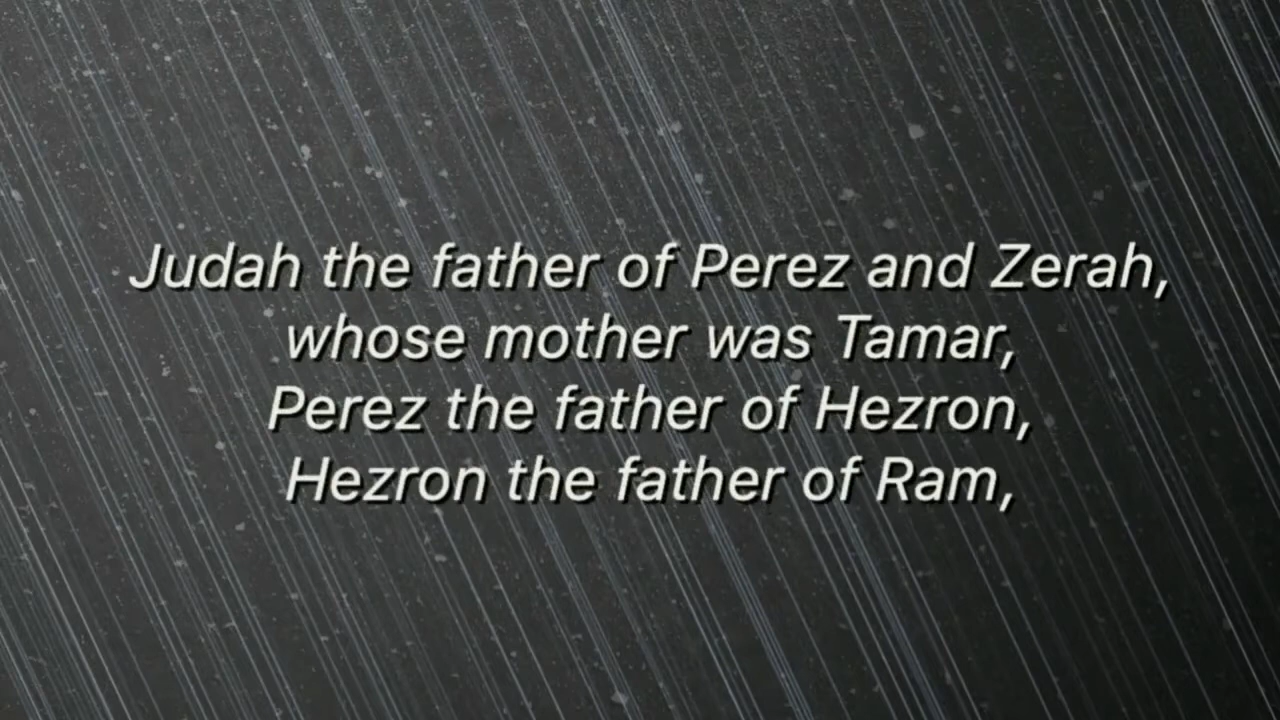 Judah the father of Perez and Zerah,
whose mother was Tamar,
Perez the father of Hezron,
Hezron the father of Ram,